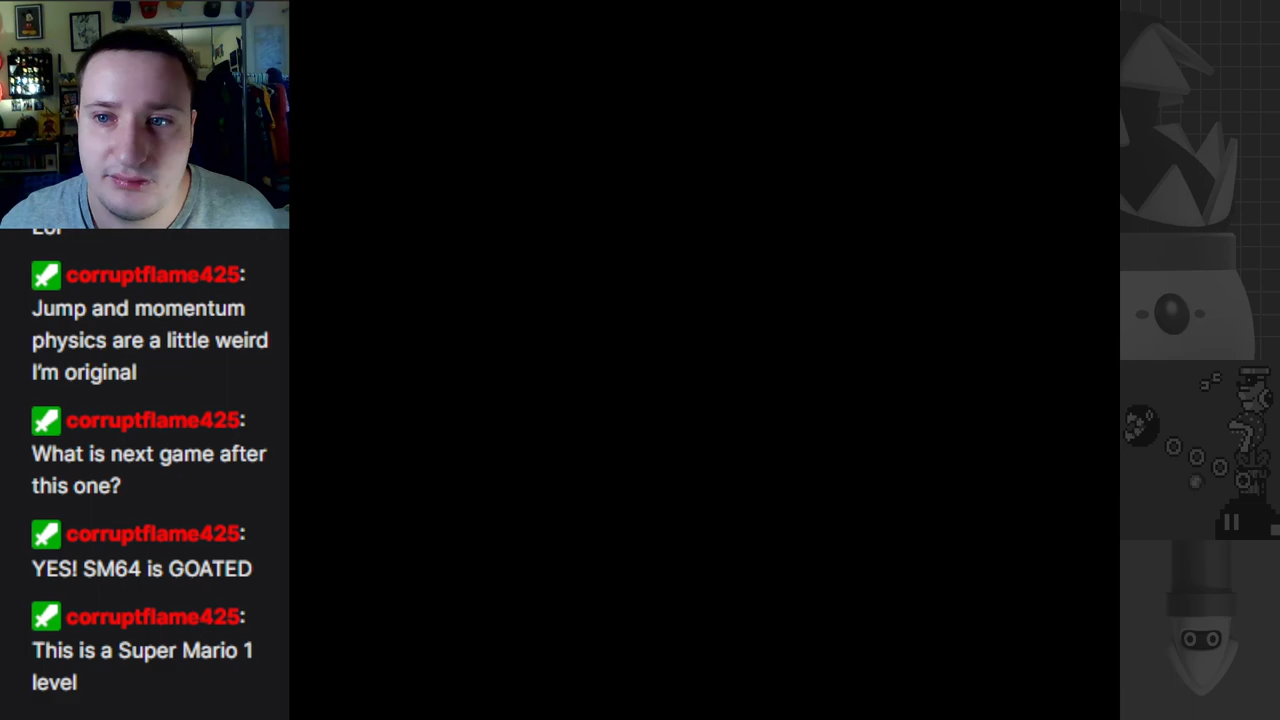 Lol
corruptflame425:
Jump and momentum
physics are a little weird
I'm original
corruptflame425:
What is next game after
this one?
corruptflame425:
YES! SM64 is GOATED
corruptflame425:
This is a Super Mario 1
level